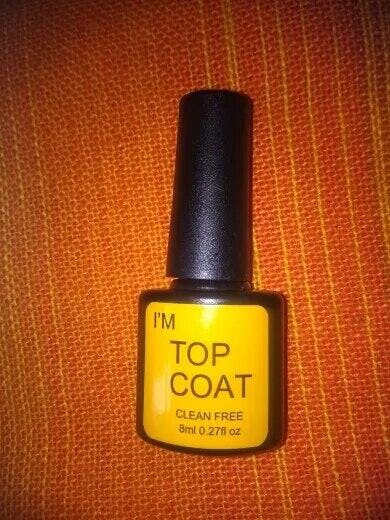 I'M
TOP
COAT
CLEAN FREE
8ml 0.27fl oz